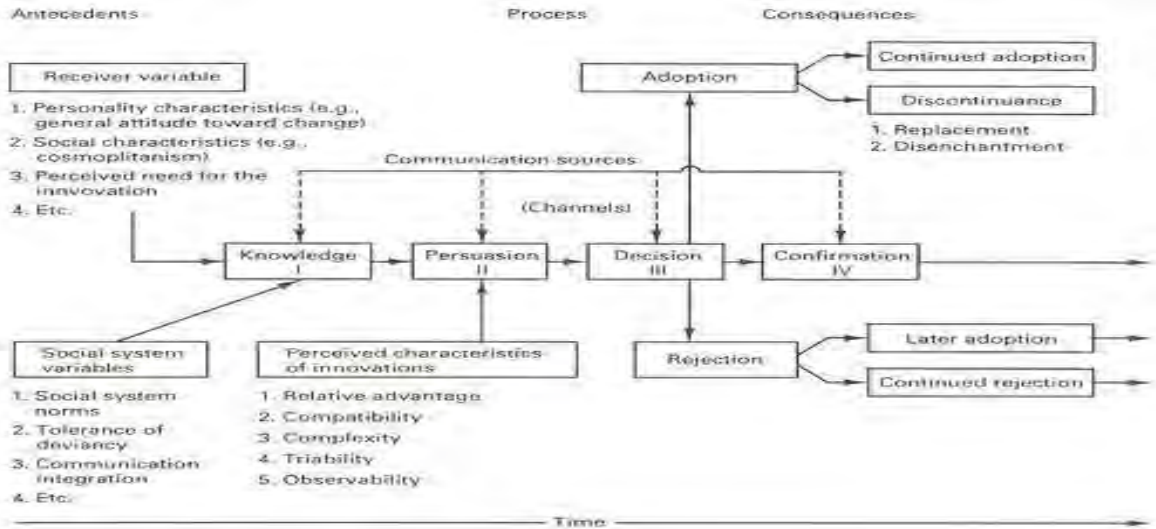 Antecedents
Process
Consequences
Receiver variable
1. Personality characteristics (e.g.,
general attitude toward change)
2. Social characteristics (e.g.,
cosmoplitanism)
3. Perceived need for the
innvovation
4. Etc.
Adoption
Continued adoption
Discontinuance
1. Replacement
2. Disenchantment
Communication sources
(Channels)
Knowledge
I
Persuasion
II
Decision
III
Confirmation
IV
Social system
variables
1. Social system
norms
2. Tolerance of
deviancy
3. Communication
integration
4. Etc.
Perceived characteristics
of innovations
1. Relative advantage
2. Compatibility
3. Complexity
4. Triability
5. Observability
Rejection
Later adoption
Continued rejection
Time